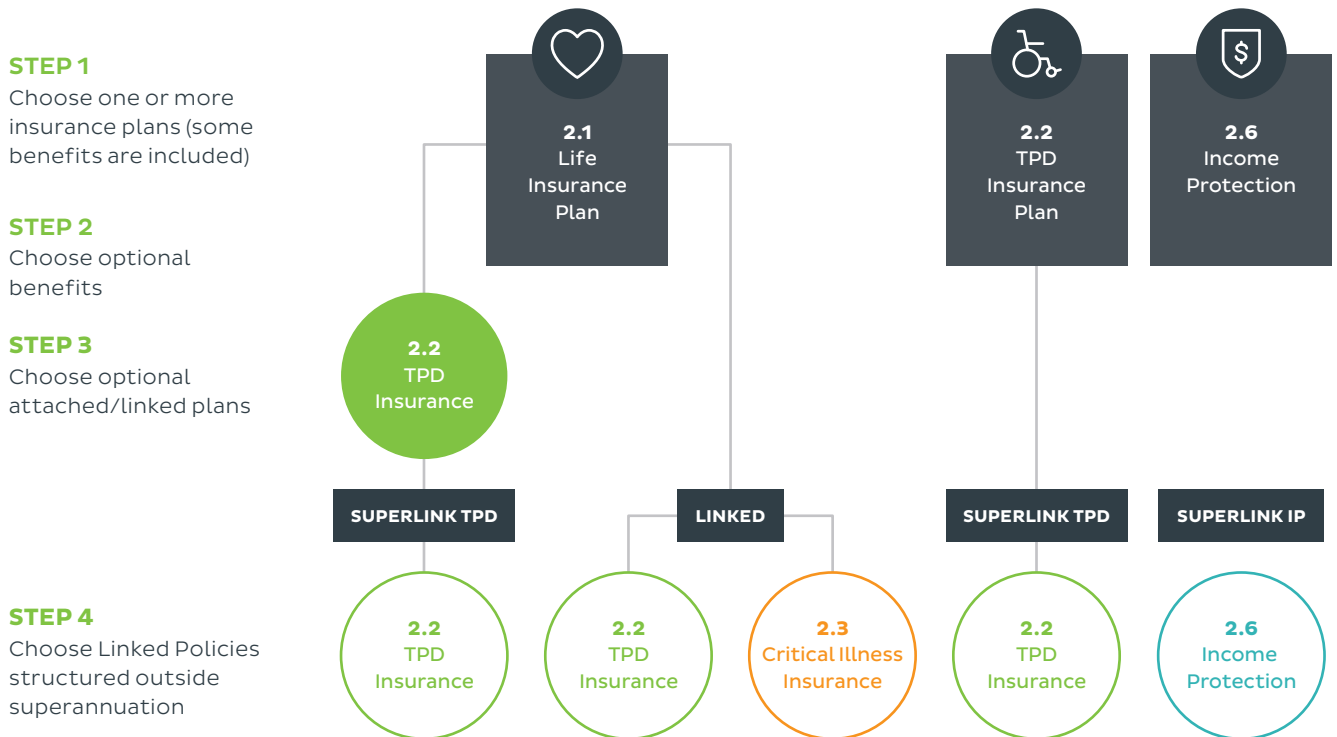 STEP 1
Choose one or more
insurance plans (some
benefits are included)
2.1
Life
Insurance
Plan
2.2
TPD
Insurance
Plan
$
2.6
Income
Protection
STEP 2
Choose optional
benefits
STEP 3
Choose optional
attached/linked plans
2.2
TPD
Insurance
SUPERLINK TPD
LINKED
SUPERLINK TPD
SUPERLINK IP
STEP 4
Choose Linked Policies
structured outside
superannuation
2.2
TPD
Insurance
2.2
TPD
Insurance
2.3
Critical Illness
Insurance
2.2
TPD
Insurance
2.6
Income
Protection